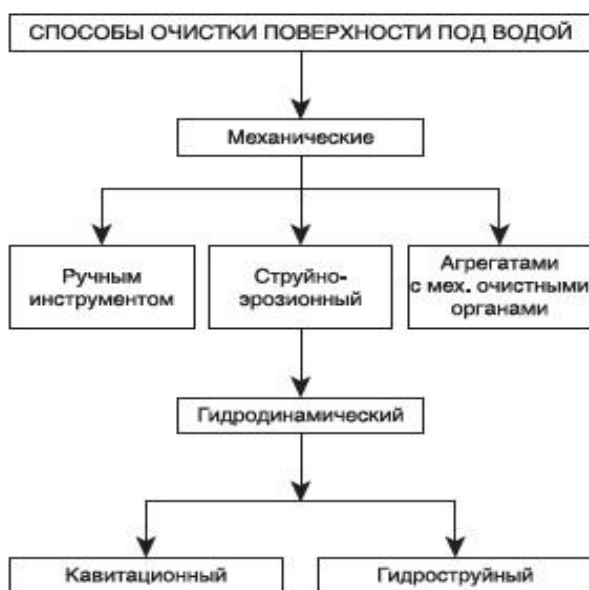 СПОСОБЫ ОЧИСТКИ ПОВЕРХНОСТИ ПОД ВОДОЙ
Механические
Ручным
инструментом
Струйно-
эрозионный
Агрегатами
с мех. очистными
органами
Гидродинамический
Кавитационный
Гидроструйный